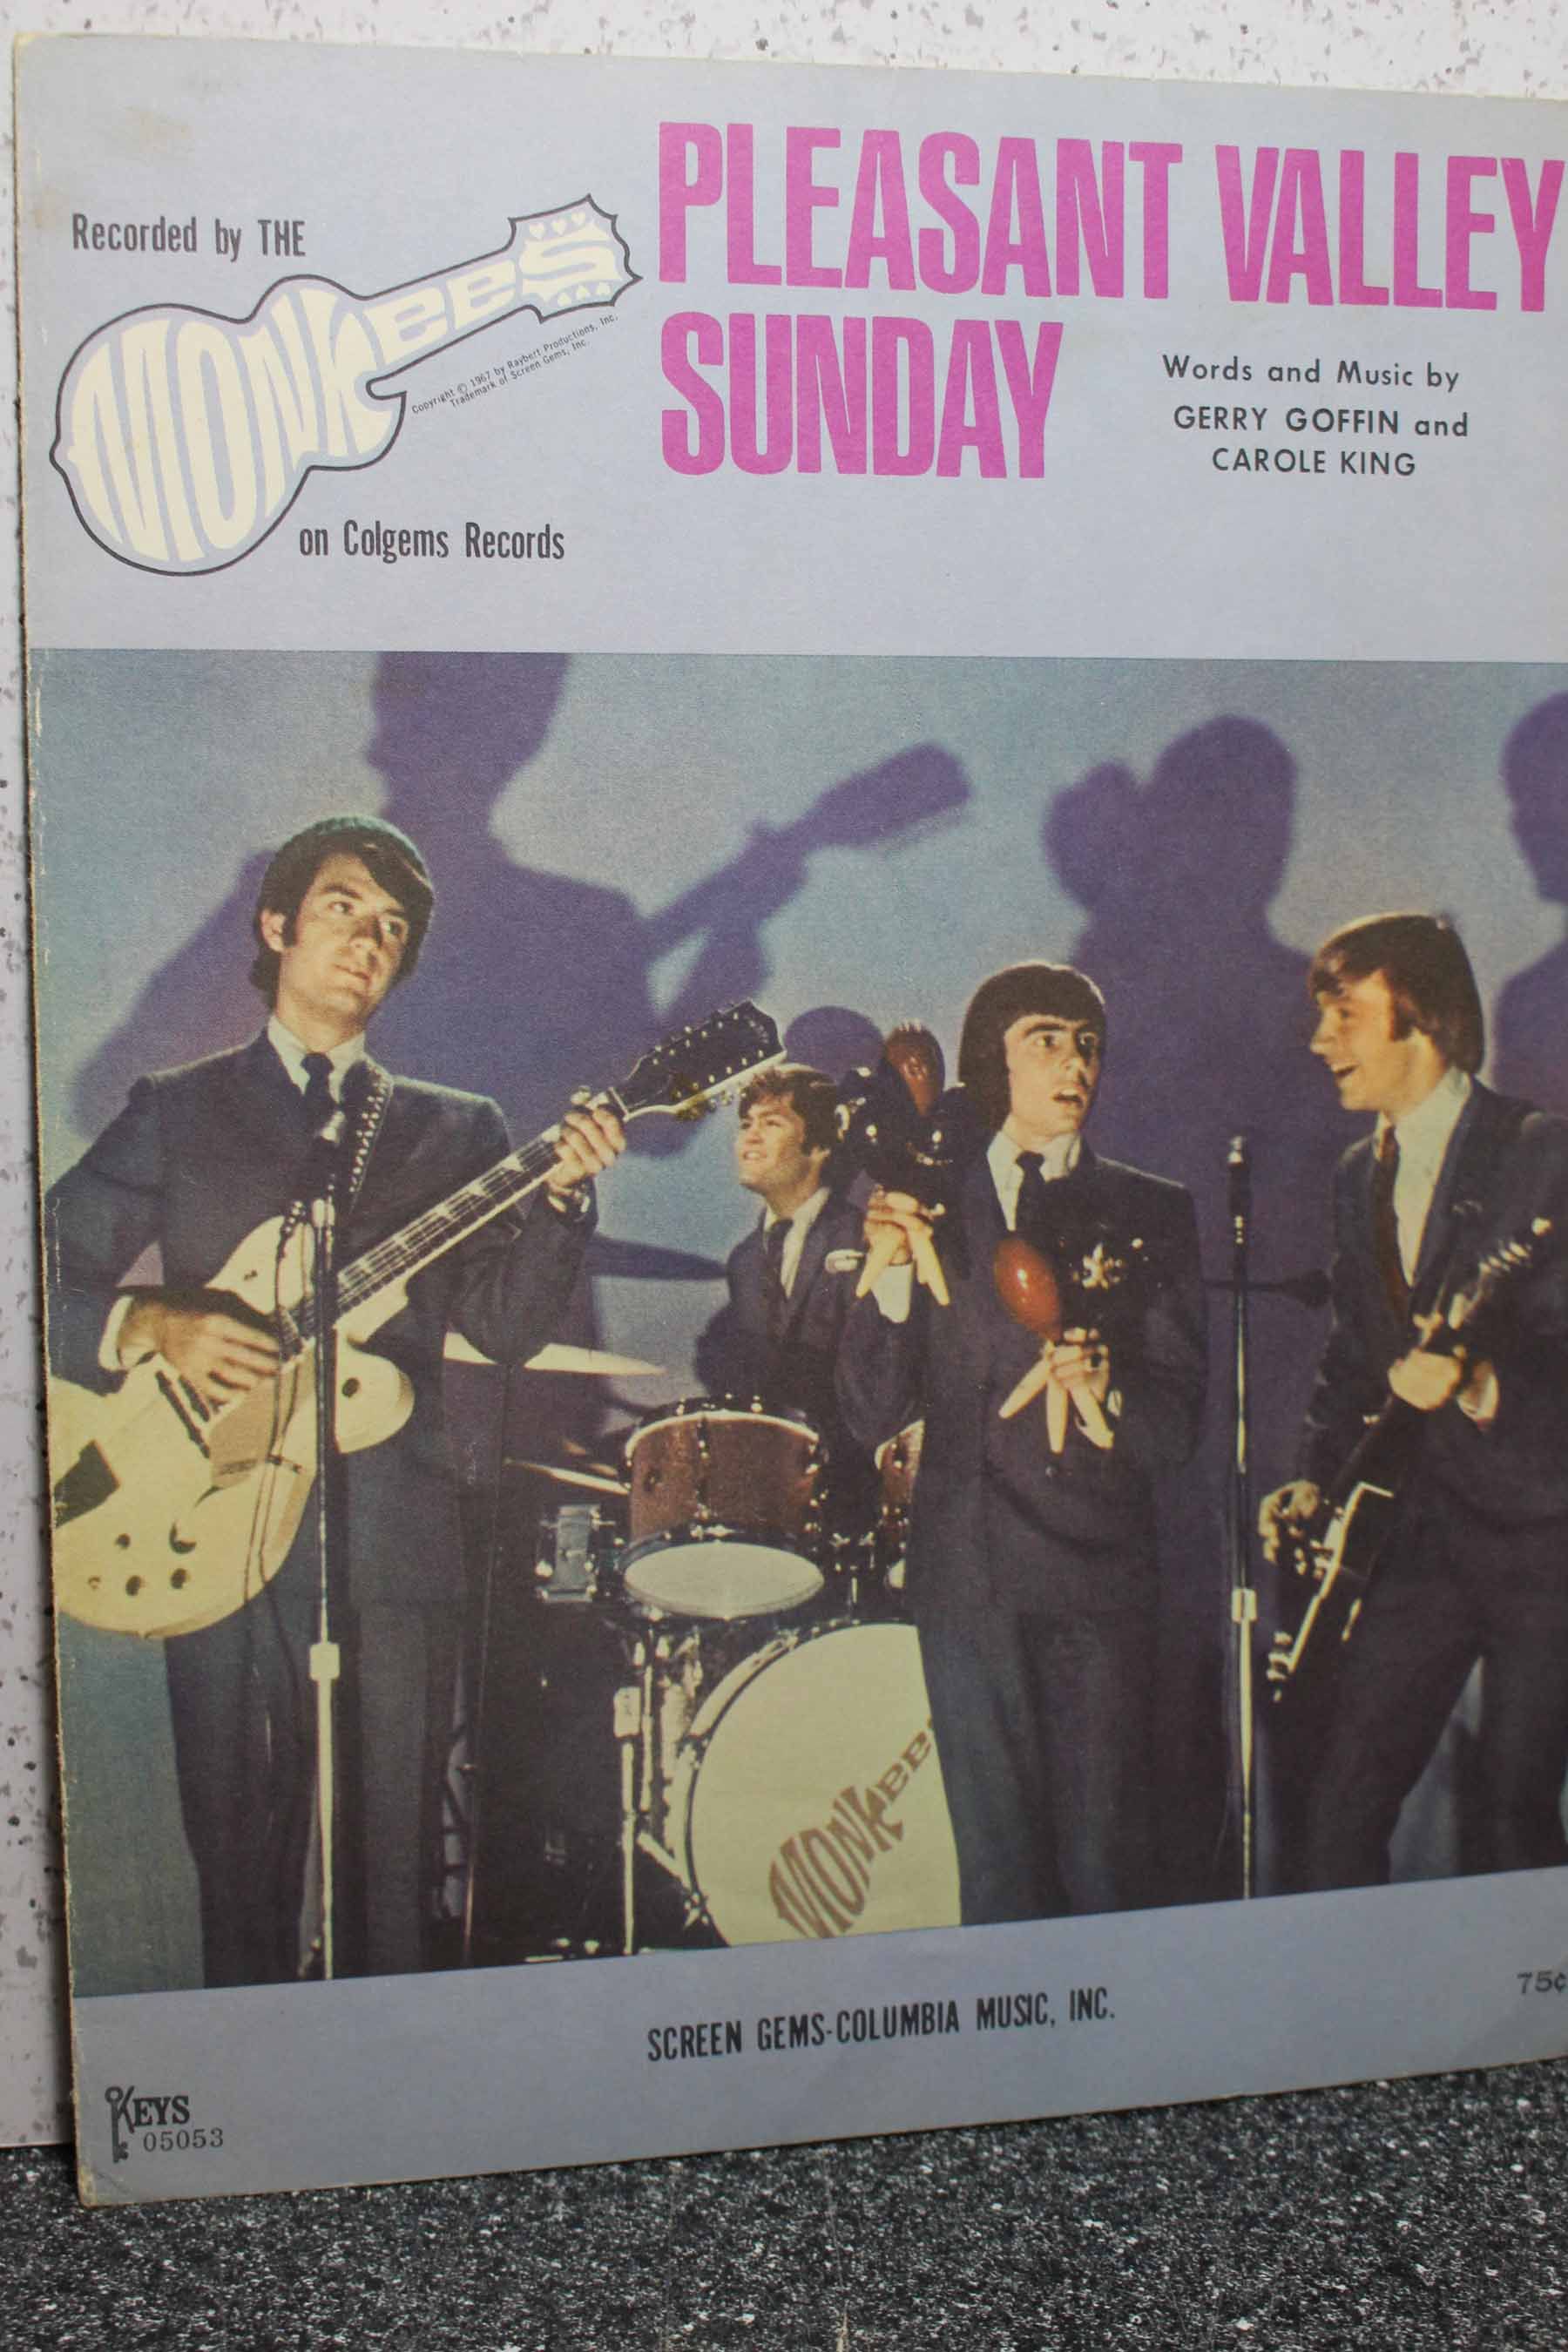 PLEASANT VALLEY
SUNDAY
Recorded by THE
MONKEES
Copyright © 1967 by Raybert Productions, Inc.
Trademark of Screen Gems, Inc.
on Colgems Records
Words and Music by
GERRY GOFFIN and
CAROLE KING
MONKEE
75¢
SCREEN GEMS-COLUMBIA MUSIC, INC.
KEYS
05053